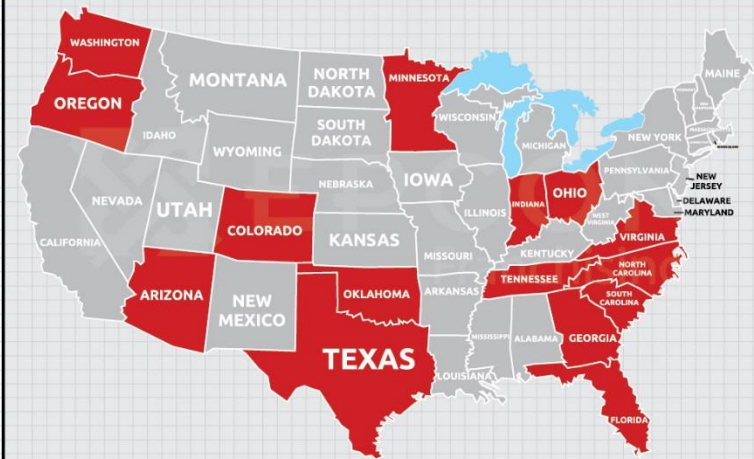 WASHINGTON
MONTANA
NORTH
DAKOTA
MINNESOTA
MAINE
OREGON
IDAHO
SOUTH
DAKOTA
WISCONSIN
MICHIGAN
NEW YORK
WYOMING
IOWA
PENNSYLVANIA
NEW
JERSEY
DELAWARE
MARYLAND
NEVADA
UTAH
NEBRASKA
ILLINOIS
INDIANA
OHIO
WEST
VIRGINIA
VIRGINIA
CALIFORNIA
COLORADO
KANSAS
MISSOURI
KENTUCKY
ARIZONA
NEW
MEXICO
OKLAHOMA
ARKANSAS
TENNESSEE
NORTH
CAROLINA
SOUTH
CAROLINA
TEXAS
LOUISIANA
MISSISSIPPI
ALABAMA
GEORGIA
FLORIDA